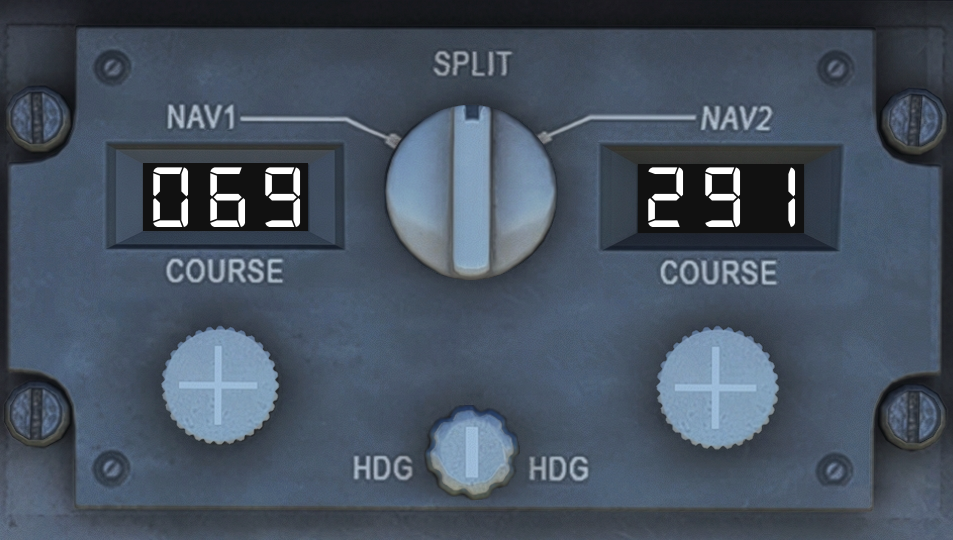 SPLIT
NAV1
NAV2
069
291
COURSE
COURSE
HDG
HDG